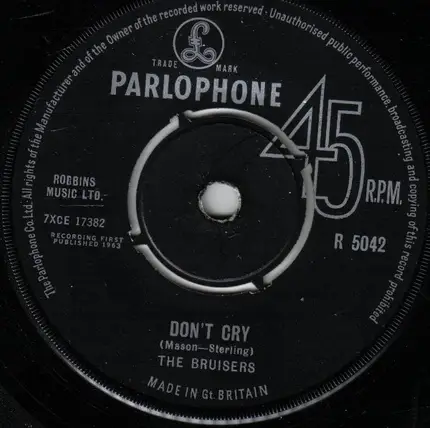 The Parlophone Co. Ltd. All rights of the Manufacturer and of the Owner of the recorded work reserved · Unauthorised public performance, broadcasting and copying of this record prohibited
£
TRADE MARK
PARLOPHONE
45
R.P.M.
ROBBINS
MUSIC LTD.
7XCE 17382
RECORDING FIRST
PUBLISHED 1963
R 5042
DON'T CRY
(Mason—Sterling)
THE BRUISERS
MADE IN Gt. BRITAIN